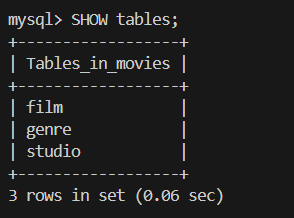 mysql> SHOW tables;
+------------------+
| Tables_in_movies |
+------------------+
| film             |
| genre            |
| studio           |
+------------------+
3 rows in set (0.06 sec)